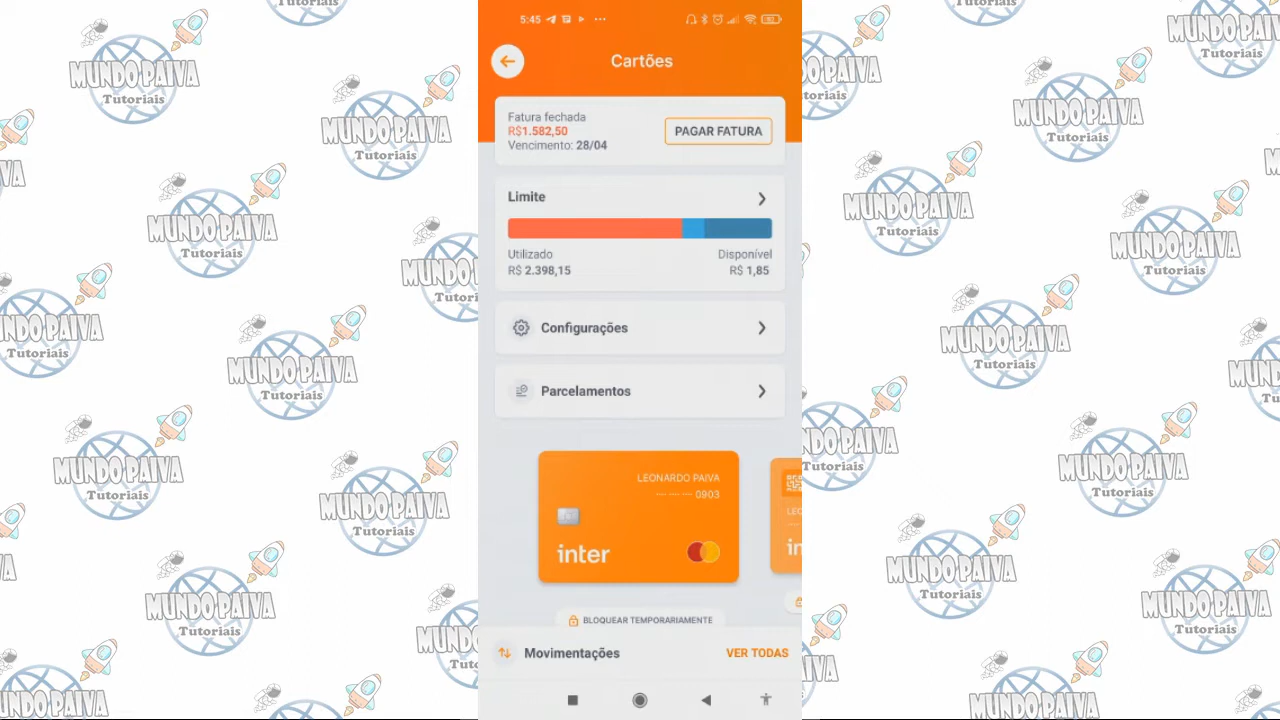 5:45
Cartões
Fatura fechada
R$1.582,50
Vencimento: 28/04
PAGAR FATURA
Limite
Utilizado
Disponível
R$ 2.398,15
R$ 1,85
Configurações
Parcelamentos
LEONARDO PAIVA
0903
inter
BLOQUEAR TEMPORARIAMENTE
Movimentações
VER TODAS
MUNDO PAIVA
Tutoriais